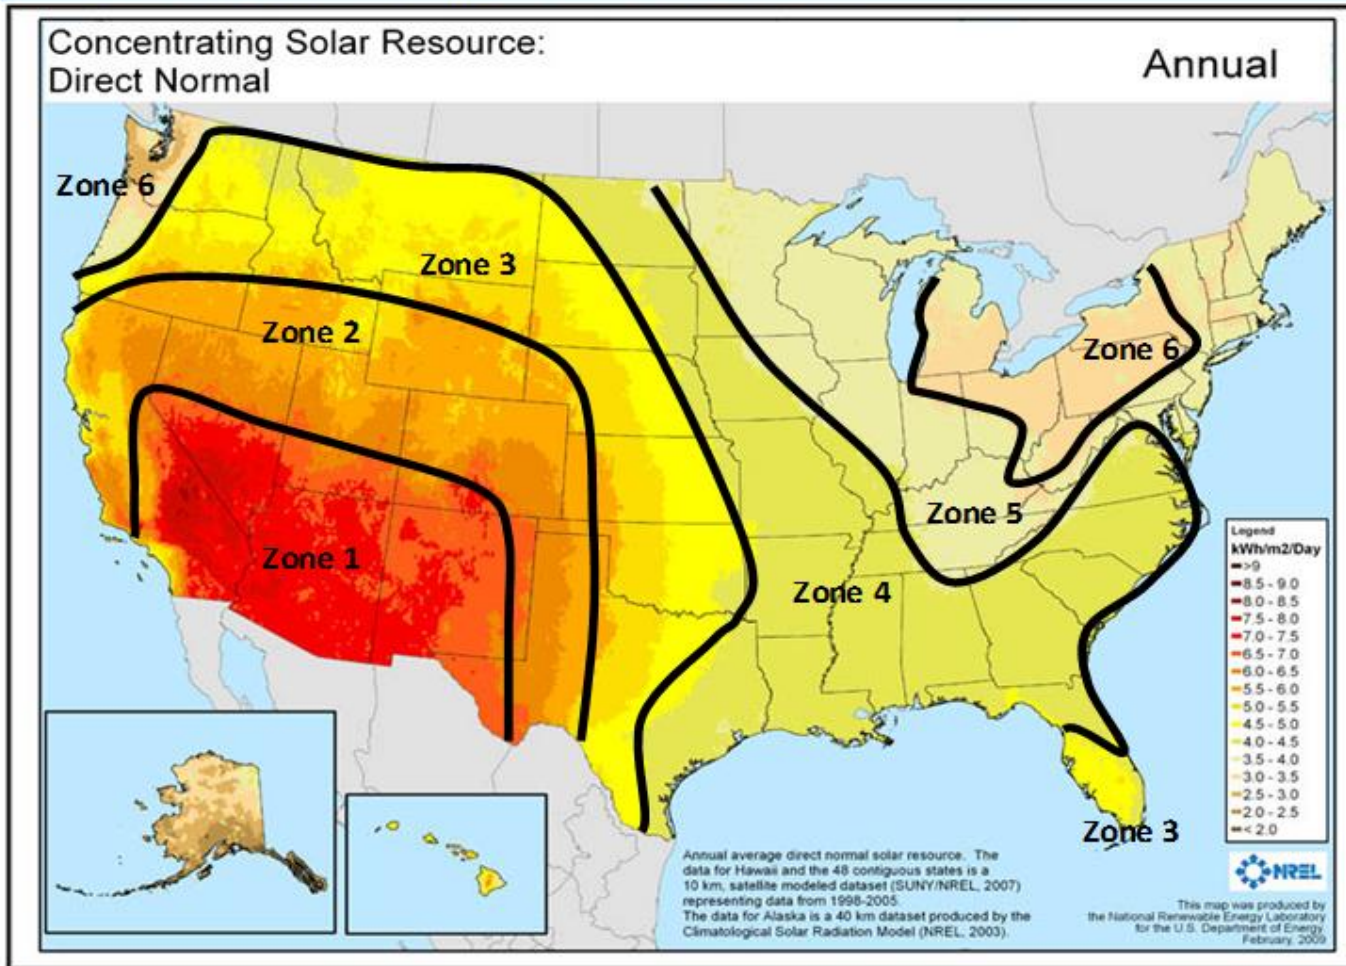 Concentrating Solar Resource:
Direct Normal
Annual
Zone 6
Zone 3
Zone 2
Zone 6
Zone 5
Zone 1
Zone 4
Zone 3
Legend
kWh/m2/Day
>9
8.5 - 9.0
8.0 - 8.5
7.5 - 8.0
7.0 - 7.5
6.5 - 7.0
6.0 - 6.5
5.5 - 6.0
5.0 - 5.5
4.5 - 5.0
4.0 - 4.5
3.5 - 4.0
3.0 - 3.5
2.5 - 3.0
2.0 - 2.5
< 2.0
Annual average direct normal solar resource. The
data for Hawaii and the 48 contiguous states is a
10 km, satellite modeled dataset (SUNY/NREL, 2007)
representing data from 1998-2005.
The data for Alaska is a 40 km dataset produced by the
Climatological Solar Radiation Model (NREL, 2003).
NREL
This map was produced by
the National Renewable Energy Laboratory
for the U.S. Department of Energy.
February, 2009